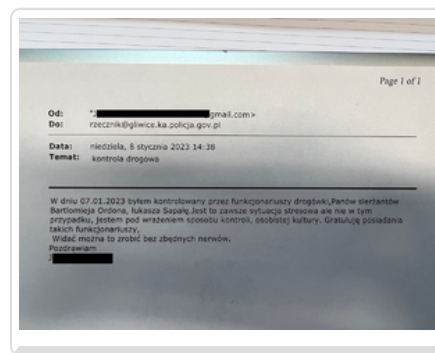 Page 1 of 1
Od: "J gmail.com>
Do: rzecznik@gliwice.ka.policja.gov.pl
Data: niedziela, 8 stycznia 2023 14:38
Temat: kontrola drogowa
W dniu 07.01.2023 byłem kontrolowany przez funkcjonariuszy drogówki,Panów sierżantów
Bartłomieja Ordona, Łukasza Sapałę.Jest to zawsze sytuacja stresowa ale nie w tym
przypadku, jestem pod wrażeniem sposobu kontroli, osobistej kultury. Gratuluję posiadania
takich funkcjonariuszy,
Widać można to zrobić bez zbędnych nerwów.
Pozdrawiam
J